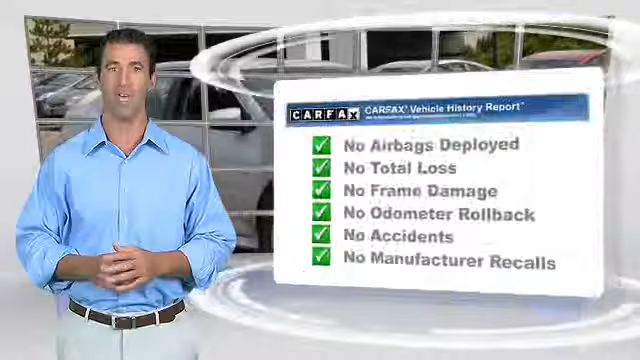 CARFAX CARFAX Vehicle History Report™
No Airbags Deployed
No Total Loss
No Frame Damage
No Odometer Rollback
No Accidents
No Manufacturer Recalls